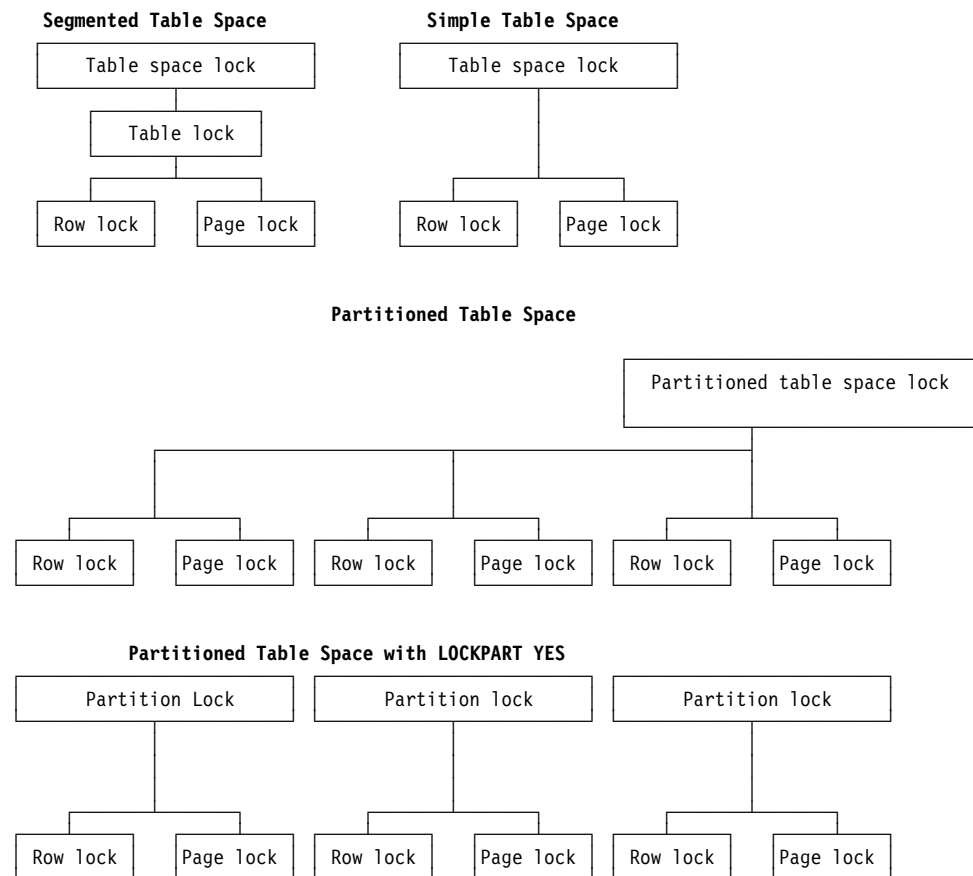 Segmented Table Space Simple Table Space
Table space lock Table space lock
Table lock
Row lock Page lock Row lock Page lock
Partitioned Table Space
Partitioned table space lock
Row lock Page lock Row lock Page lock Row lock Page lock
Partitioned Table Space with LOCKPART YES
Partition Lock Partition lock Partition lock
Row lock Page lock Row lock Page lock Row lock Page lock